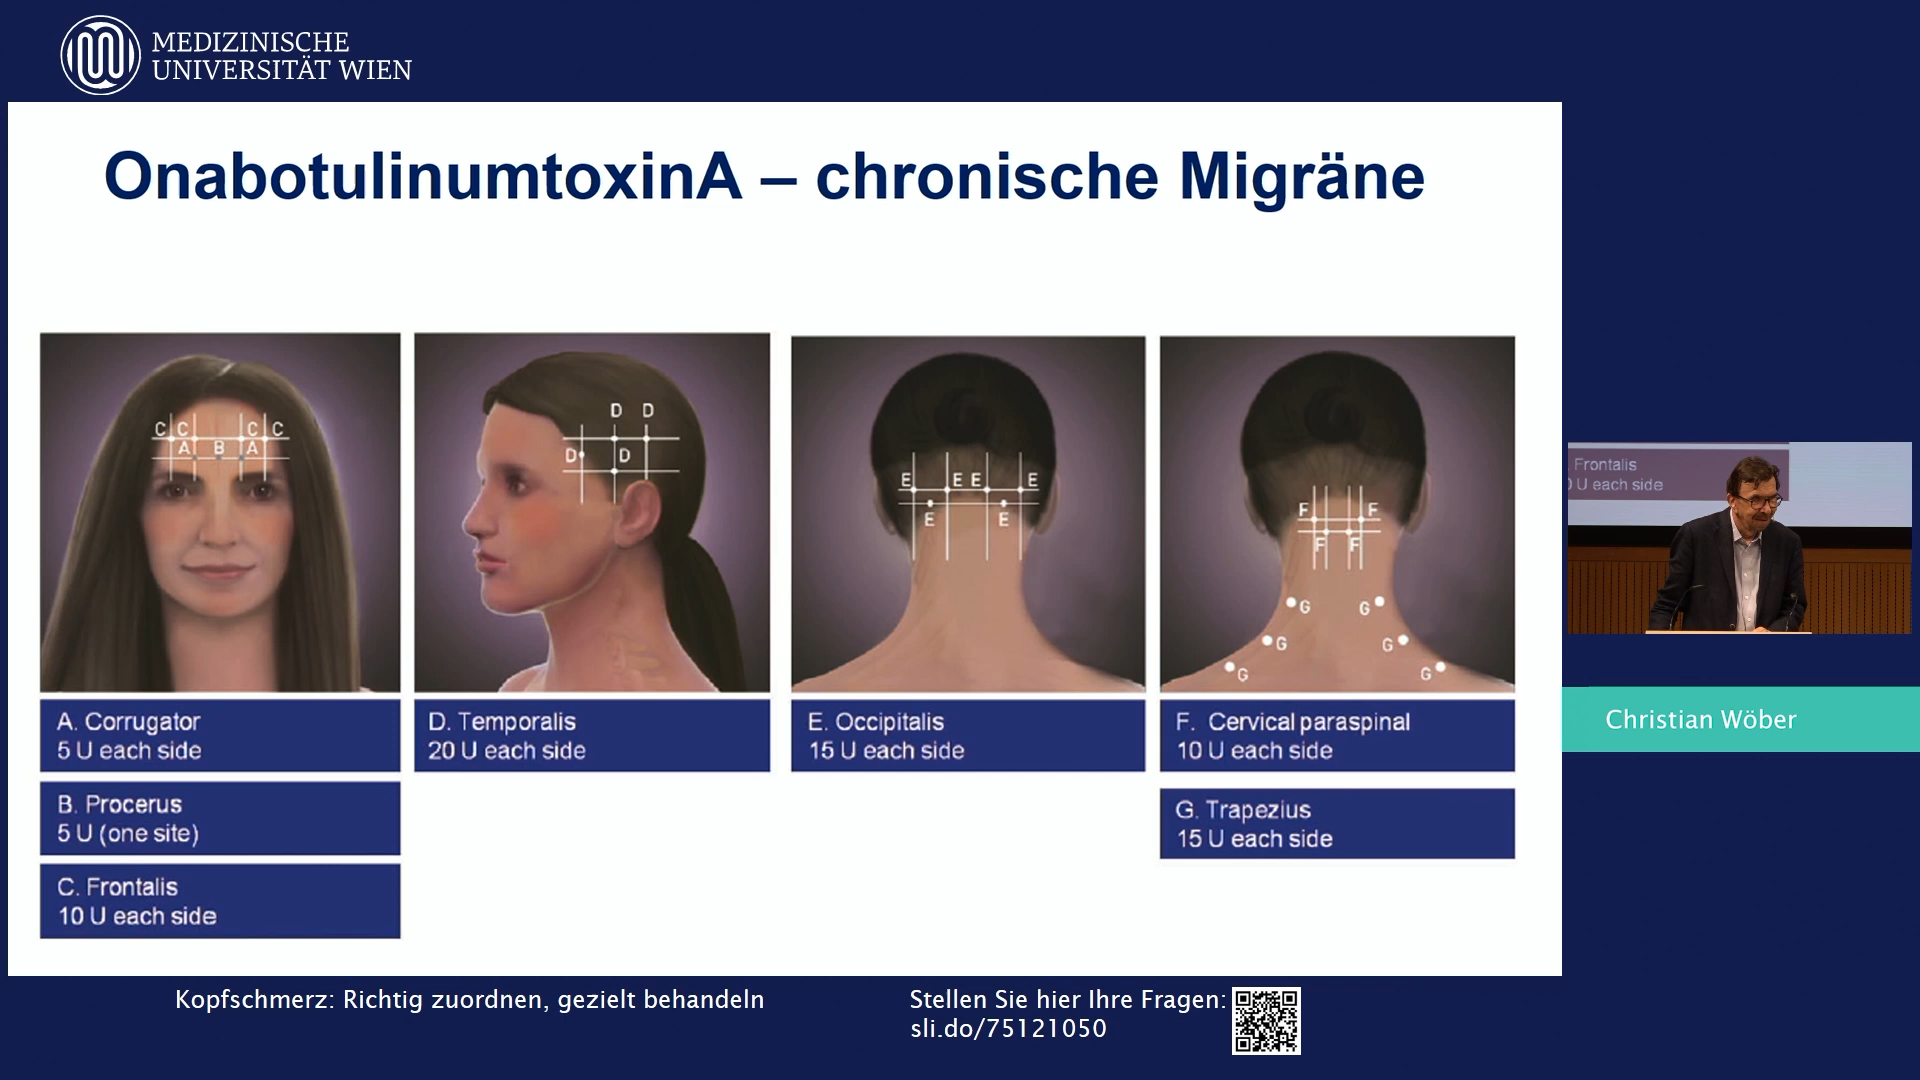 MEDIZINISCHE
UNIVERSITÄT WIEN
OnabotulinumtoxinA – chronische Migräne
C C C C
A B A
D D
D D
E E E E
E E
F F
F F
G G
G G
G G
A. Corrugator
5 U each side
B. Procerus
5 U (one site)
C. Frontalis
10 U each side
D. Temporalis
20 U each side
E. Occipitalis
15 U each side
F. Cervical paraspinal
10 U each side
G. Trapezius
15 U each side
Frontalis
U each side
Christian Wöber
Kopfschmerz: Richtig zuordnen, gezielt behandeln
Stellen Sie hier Ihre Fragen:
sli.do/75121050